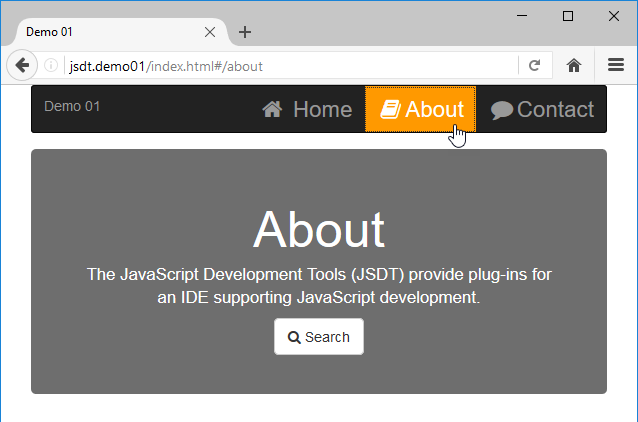 Demo 01
jsdt.demo01/index.html#/about
Demo 01 Home About Contact
About
The JavaScript Development Tools (JSDT) provide plug-ins for
an IDE supporting JavaScript development.
Search